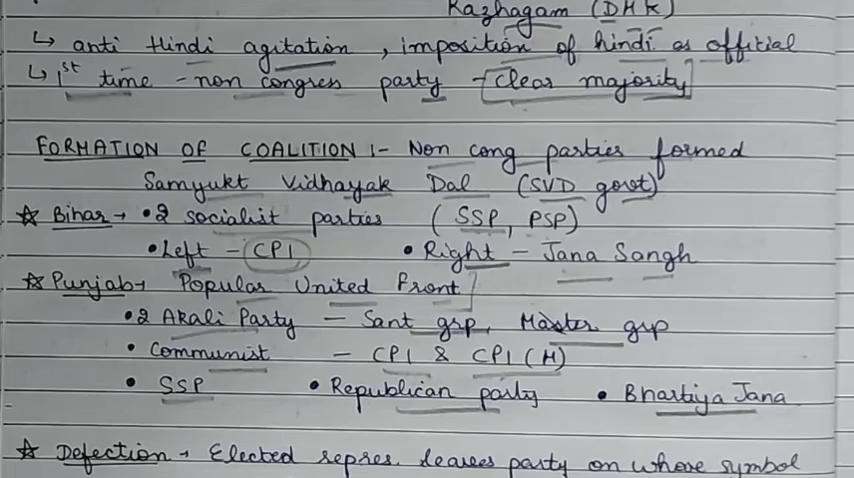 Kazhagam (DMK)
↳ anti Hindi agitation, imposition of hindi as official
↳ 1st time - non congress party - clear majority
FORMATION OF COALITION :- Non cong parties formed
Samyukt Vidhayak Dal (SVD govt)
☆ Bihar → • 2 socialist parties (SSP, PSP)
• Left - CPI • Right - Jana Sangh
☆ Punjab → Popular United Front
• 2 Akali Party - Sant grp, Master grp
• Communist - CPI & CPI (M)
• SSP • Republican party • Bhartiya Jana
☆ Defection → Elected repres. leaves party on whose symbol